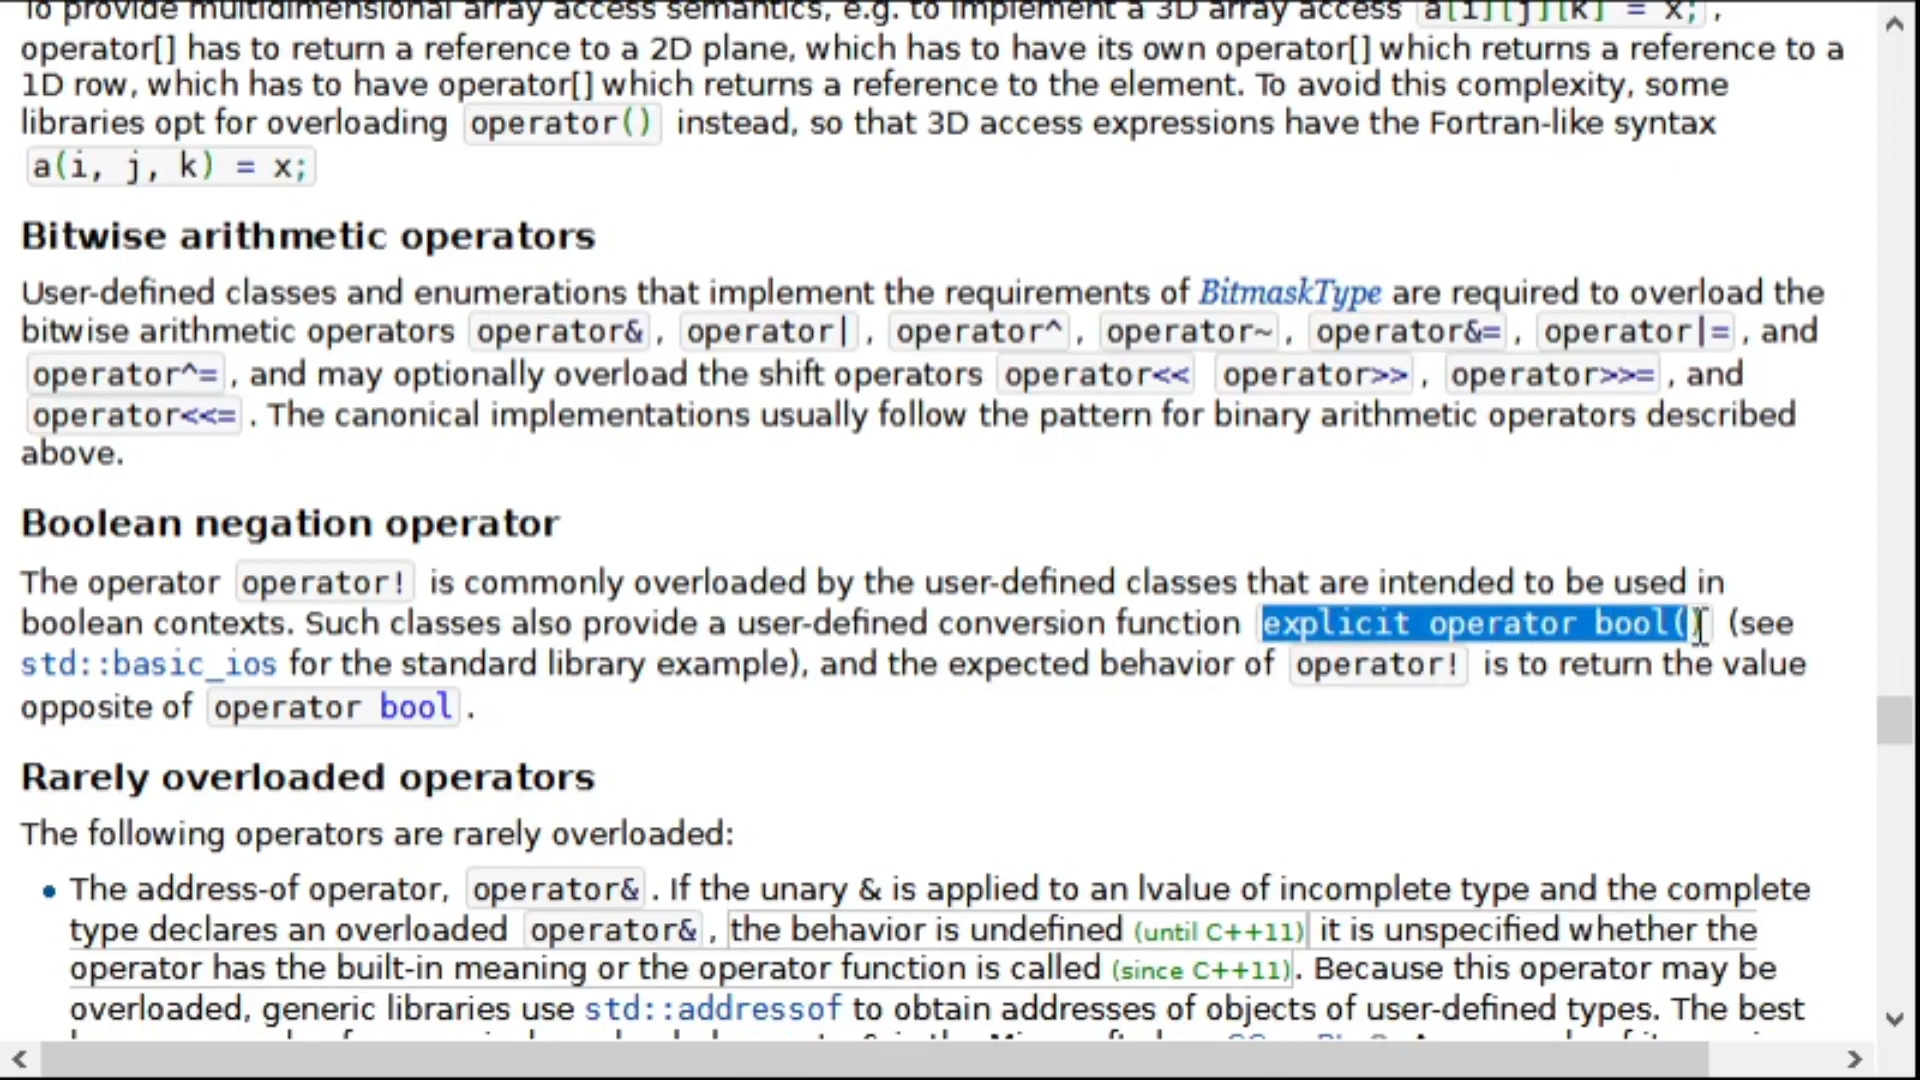 To provide multidimensional array access semantics, e.g. to implement a 3D array access a[i][j][k] = x; ,
operator[] has to return a reference to a 2D plane, which has to have its own operator[] which returns a reference to a
1D row, which has to have operator[] which returns a reference to the element. To avoid this complexity, some
libraries opt for overloading operator() instead, so that 3D access expressions have the Fortran-like syntax
a(i, j, k) = x;
Bitwise arithmetic operators
User-defined classes and enumerations that implement the requirements of BitmaskType are required to overload the
bitwise arithmetic operators operator& , operator| , operator^ , operator~ , operator&= , operator|= , and
operator^= , and may optionally overload the shift operators operator<< operator>> , operator>>= , and
operator<<= . The canonical implementations usually follow the pattern for binary arithmetic operators described
above.
Boolean negation operator
The operator operator! is commonly overloaded by the user-defined classes that are intended to be used in
boolean contexts. Such classes also provide a user-defined conversion function explicit operator bool() (see
std::basic_ios for the standard library example), and the expected behavior of operator! is to return the value
opposite of operator bool .
Rarely overloaded operators
The following operators are rarely overloaded:
• The address-of operator, operator& . If the unary & is applied to an lvalue of incomplete type and the complete
type declares an overloaded operator& , the behavior is undefined (until C++11) it is unspecified whether the
operator has the built-in meaning or the operator function is called (since C++11). Because this operator may be
overloaded, generic libraries use std::addressof to obtain addresses of objects of user-defined types. The best